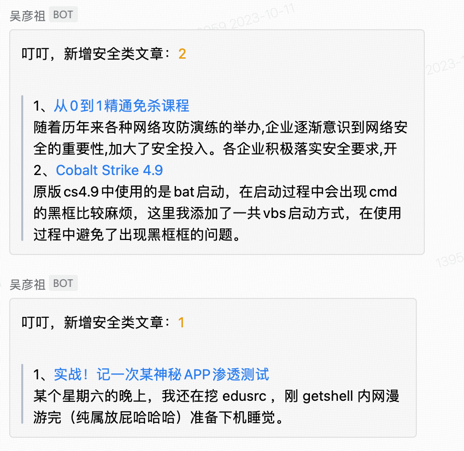 吴彦祖 BOT
叮叮，新增安全类文章：2
1、从0到1精通免杀课程
随着历年来各种网络攻防演练的举办,企业逐渐意识到网络安
全的重要性,加大了安全投入。各企业积极落实安全要求,开
2、Cobalt Strike 4.9
原版cs4.9中使用的是bat启动，在启动过程中会出现cmd
的黑框比较麻烦，这里我添加了一共vbs启动方式，在使用
过程中避免了出现黑框框的问题。
吴彦祖 BOT
叮叮，新增安全类文章：1
1、实战！记一次某神秘APP渗透测试
某个星期六的晚上，我还在挖 edusrc ，刚 getshell 内网漫
游完（纯属放屁哈哈哈）准备下机睡觉。
2023-10-11